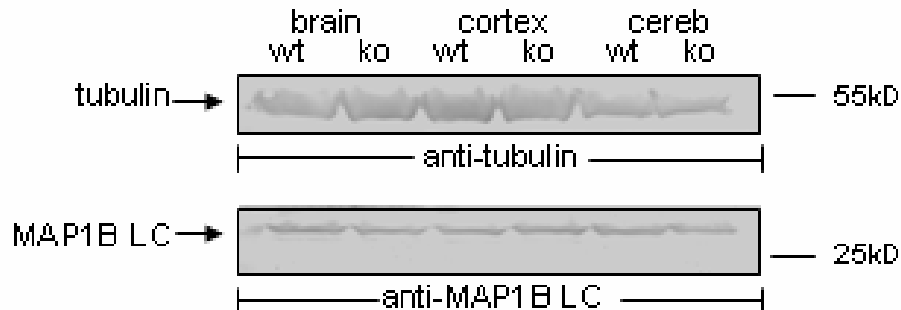 brain cortex cereb
wt ko wt ko wt ko
tubulin 55kD
anti-tubulin
MAP1B LC 25kD
anti-MAP1B LC